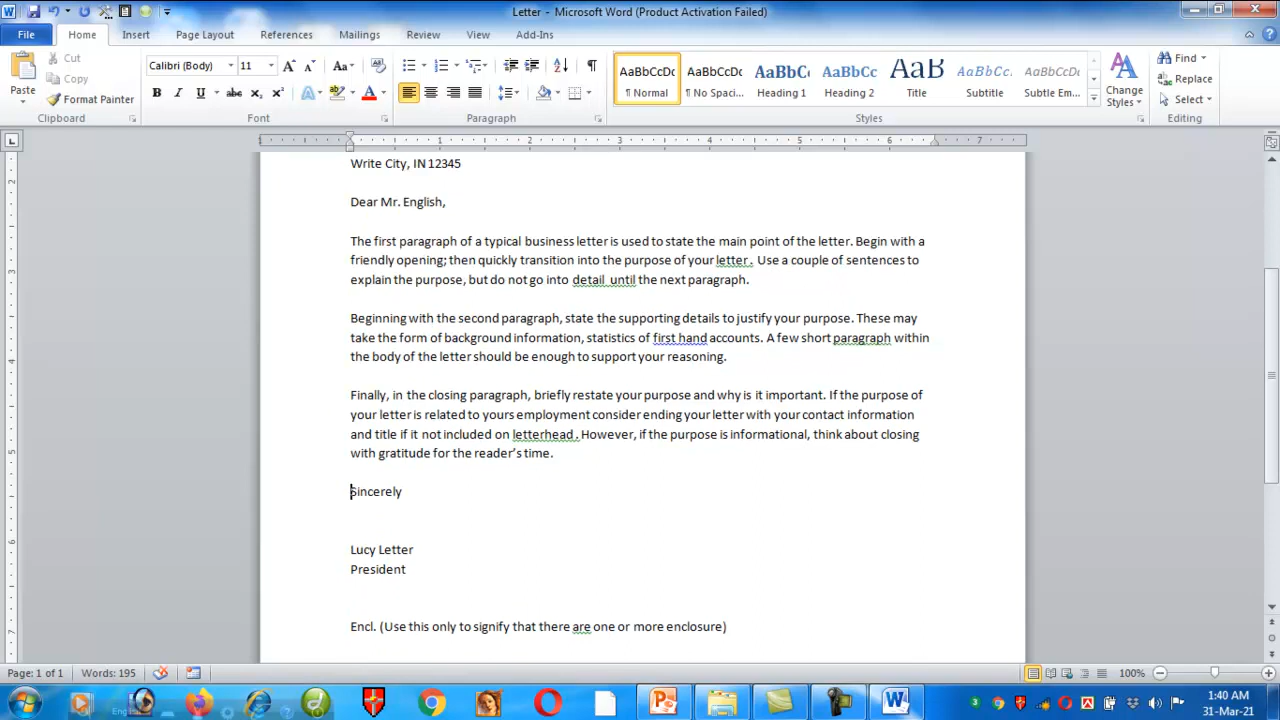 Letter - Microsoft Word (Product Activation Failed)
File Home Insert Page Layout References Mailings Review View Add-Ins
Paste
Cut
Copy
Format Painter
Clipboard
Calibri (Body) 11
Font
Paragraph
AaBbCcDc AaBbCcDc AaBbC AaBbCc AaB AaBbCc. AaBbCcDc
¶ Normal ¶ No Spaci... Heading 1 Heading 2 Title Subtitle Subtle Em...
Change Styles
Styles
Find
Replace
Select
Editing
1 1 2 3 4 5 6 7
Write City, IN 12345
Dear Mr. English,
The first paragraph of a typical business letter is used to state the main point of the letter. Begin with a
friendly opening; then quickly transition into the purpose of your letter . Use a couple of sentences to
explain the purpose, but do not go into detail until the next paragraph.
Beginning with the second paragraph, state the supporting details to justify your purpose. These may
take the form of background information, statistics of first hand accounts. A few short paragraph within
the body of the letter should be enough to support your reasoning.
Finally, in the closing paragraph, briefly restate your purpose and why is it important. If the purpose of
your letter is related to yours employment consider ending your letter with your contact information
and title if it not included on letterhead . However, if the purpose is informational, think about closing
with gratitude for the reader's time.
Sincerely
Lucy Letter
President
Encl. (Use this only to signify that there are one or more enclosure)
Page: 1 of 1 Words: 195 100%
1:40 AM
31-Mar-21